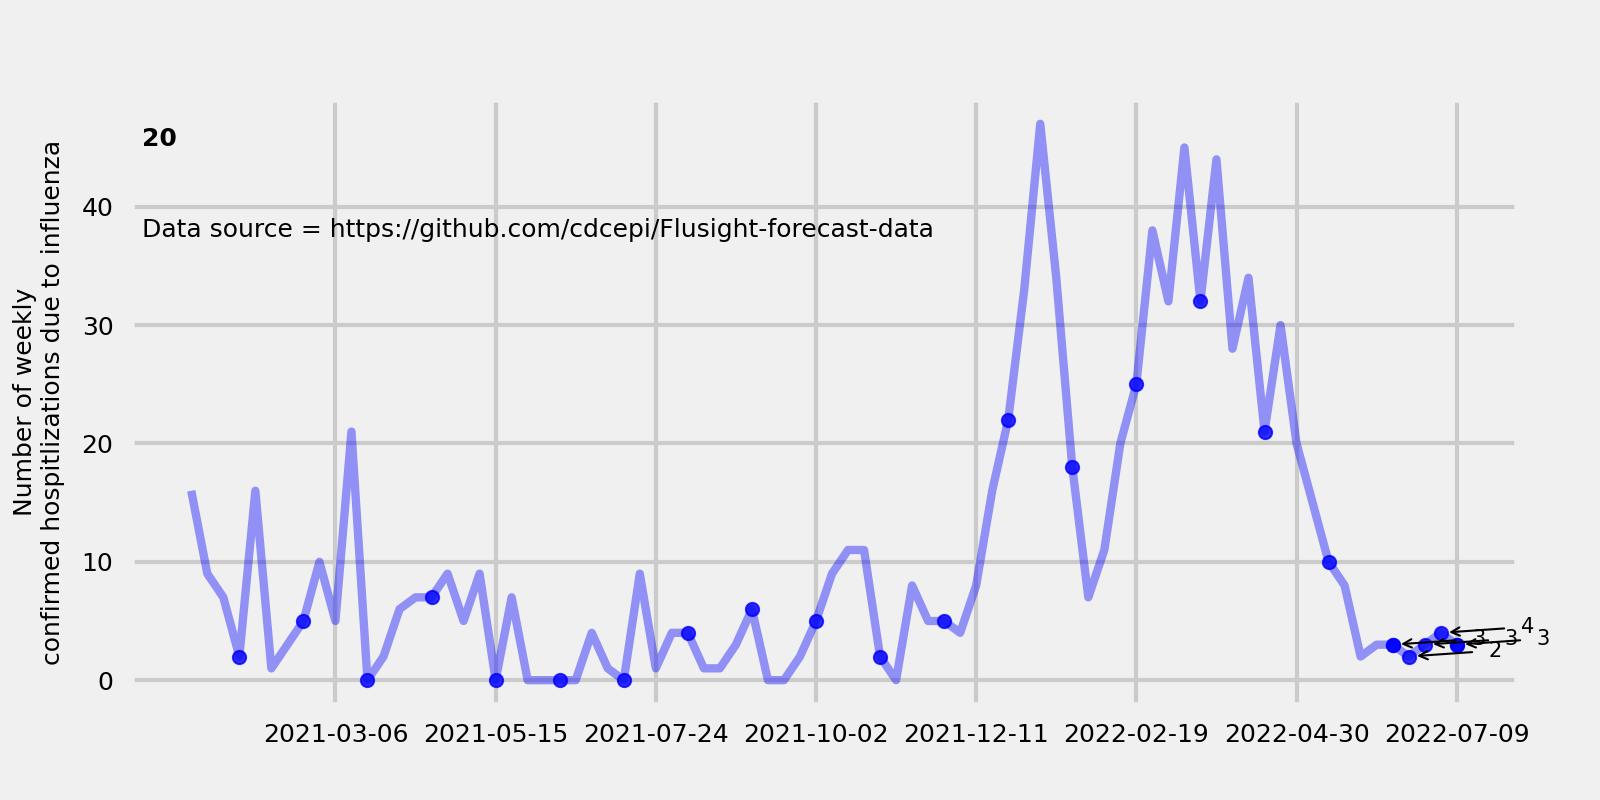 20
Data source = https://github.com/cdcepi/Flusight-forecast-data
Number of weekly
confirmed hospitlizations due to influenza
40
30
20
10
0
4
3
3
3
2
2021-03-06 2021-05-15 2021-07-24 2021-10-02 2021-12-11 2022-02-19 2022-04-30 2022-07-09